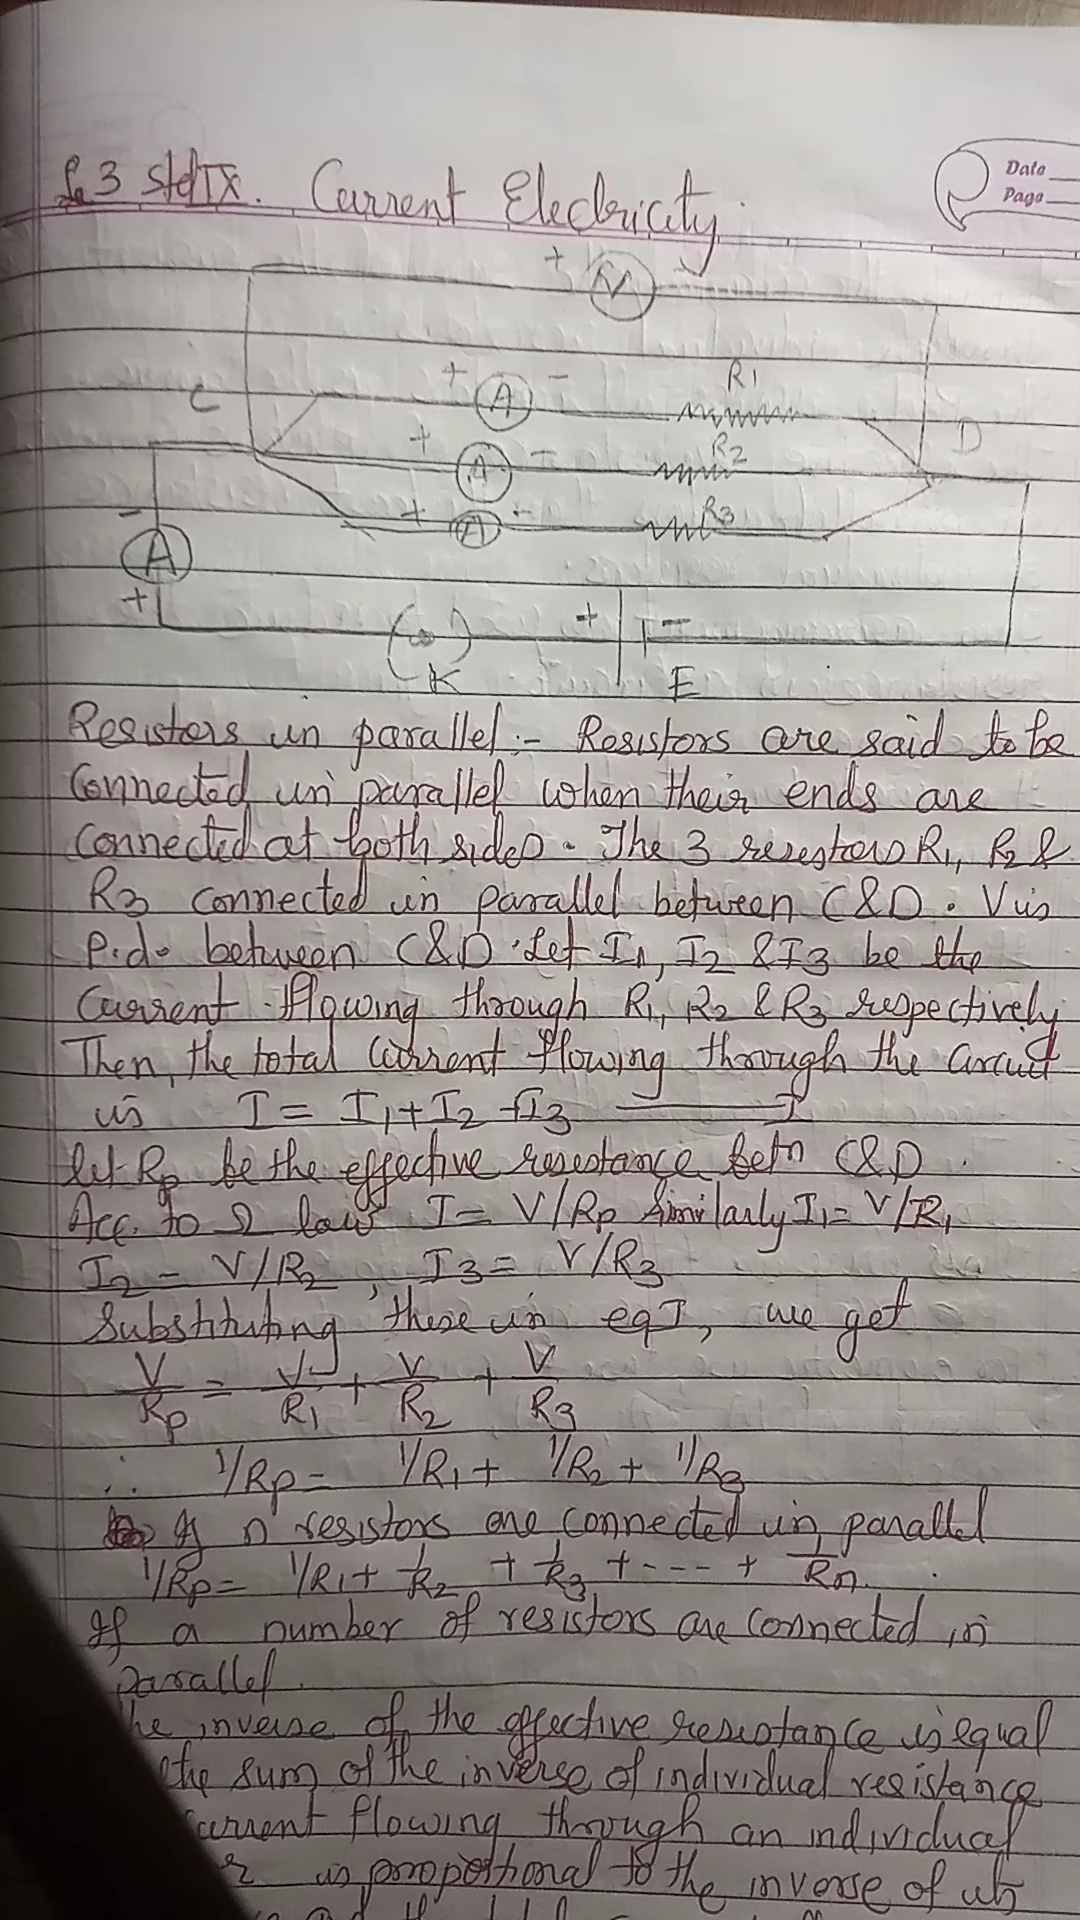 L 3 Std IX. Current Electricity
Date
Page
+ V -
+ A - R1
C + A - R2 D
+ A - R3
- A +
K + - E
Resistors in parallel :- Resistors are said to be
Connected in parallel when their ends are
connected at both sides. The 3 resestors R1, R2 &
R3 connected in parallel between C&D. V is
P.d. between C&D. Let I1, I2 & I3 be the
Current flowing through R1, R2 & R3 respectively
Then, the total current flowing through the circuit
is I = I1 + I2 + I3 ——— I
let Rp be the effective resestance betn C&D.
Acc. to Ω law I = V/Rp Similarly I1 = V/R1
I2 = V/R2, I3 = V/R3
Substituting these in eq I, we get
V/Rp = V/R1 + V/R2 + V/R3
∴ 1/Rp = 1/R1 + 1/R2 + 1/R3
If n resistors are connected in parallel
1/Rp = 1/R1 + 1/R2 + 1/R3 + ---- + 1/Rn.
If a number of resistors are connected in
parallel.
he inverse of the effective resistance is equal
the sum of the inverse of individual resistance
current flowing through an individual
r is proportional to the inverse of its